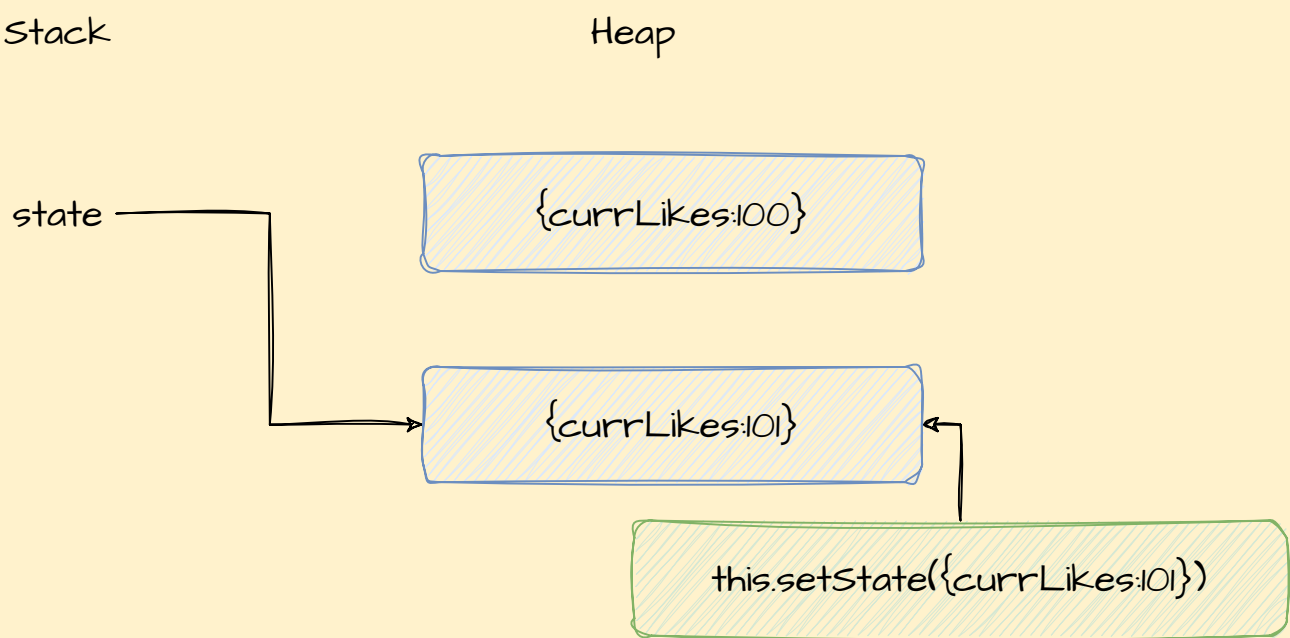 Stack
Heap
state
{currLikes:100}
{currLikes:101}
this.setState({currLikes:101})